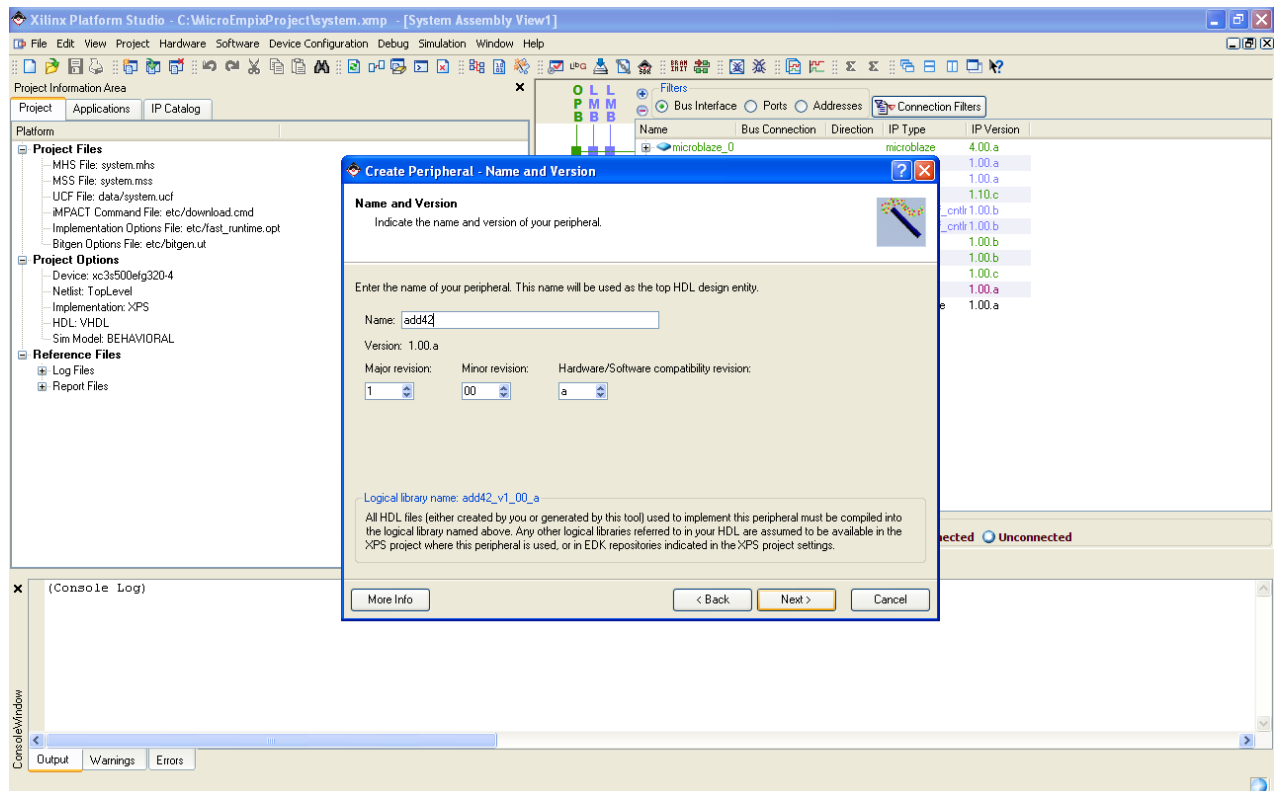 Xilinx Platform Studio - C:\MicroEmpixProject\system.xmp - [System Assembly View1]
File Edit View Project Hardware Software Device Configuration Debug Simulation Window Help
Project Information Area
Project Applications IP Catalog
Platform
Project Files
MHS File: system.mhs
MSS File: system.mss
UCF File: data/system.ucf
iMPACT Command File: etc/download.cmd
Implementation Options File: etc/fast_runtime.opt
Bitgen Options File: etc/bitgen.ut
Project Options
Device: xc3s500efg320-4
Netlist: TopLevel
Implementation: XPS
HDL: VHDL
Sim Model: BEHAVIORAL
Reference Files
Log Files
Report Files
O L L
P M M
B B B
Filters
Bus Interface Ports Addresses Connection Filters
Name Bus Connection Direction IP Type IP Version
microblaze_0 microblaze 4.00.a
1.00.a
1.00.a
1.10.c
_cntlr 1.00.b
_cntlr 1.00.b
1.00.b
1.00.b
1.00.c
1.00.a
e 1.00.a
nected Unconnected
Create Peripheral - Name and Version
Name and Version
Indicate the name and version of your peripheral.
Enter the name of your peripheral. This name will be used as the top HDL design entity.
Name: add42
Version: 1.00.a
Major revision: Minor revision: Hardware/Software compatibility revision:
1 00 a
Logical library name: add42_v1_00_a
All HDL files (either created by you or generated by this tool) used to implement this peripheral must be compiled into
the logical library named above. Any other logical libraries referred to in your HDL are assumed to be available in the
XPS project where this peripheral is used, or in EDK repositories indicated in the XPS project settings.
More Info < Back Next > Cancel
(Console Log)
ConsoleWindow
Output Warnings Errors